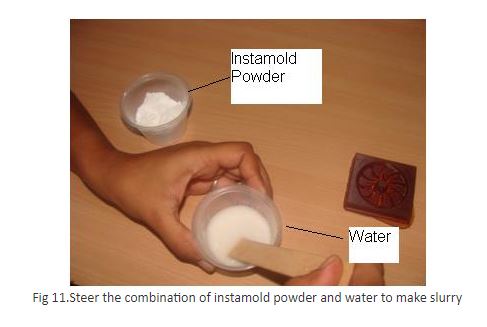 Instamold
Powder
Water
Fig 11.Steer the combination of instamold powder and water to make slurry